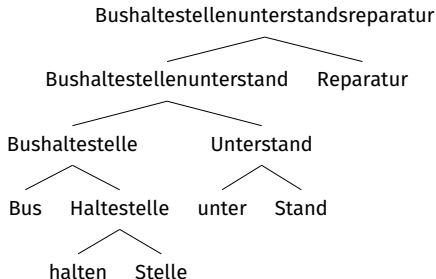 Bushaltestellenunterstandsreparatur
Bushaltestellenunterstand Reparatur
Bushaltestelle Unterstand
Bus Haltestelle unter Stand
halten Stelle